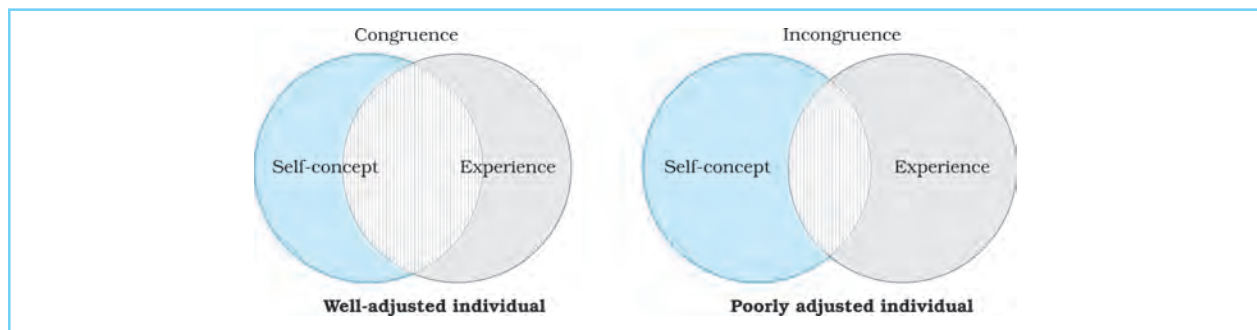 Congruence
Self-concept Experience
Well-adjusted individual
Incongruence
Self-concept Experience
Poorly adjusted individual